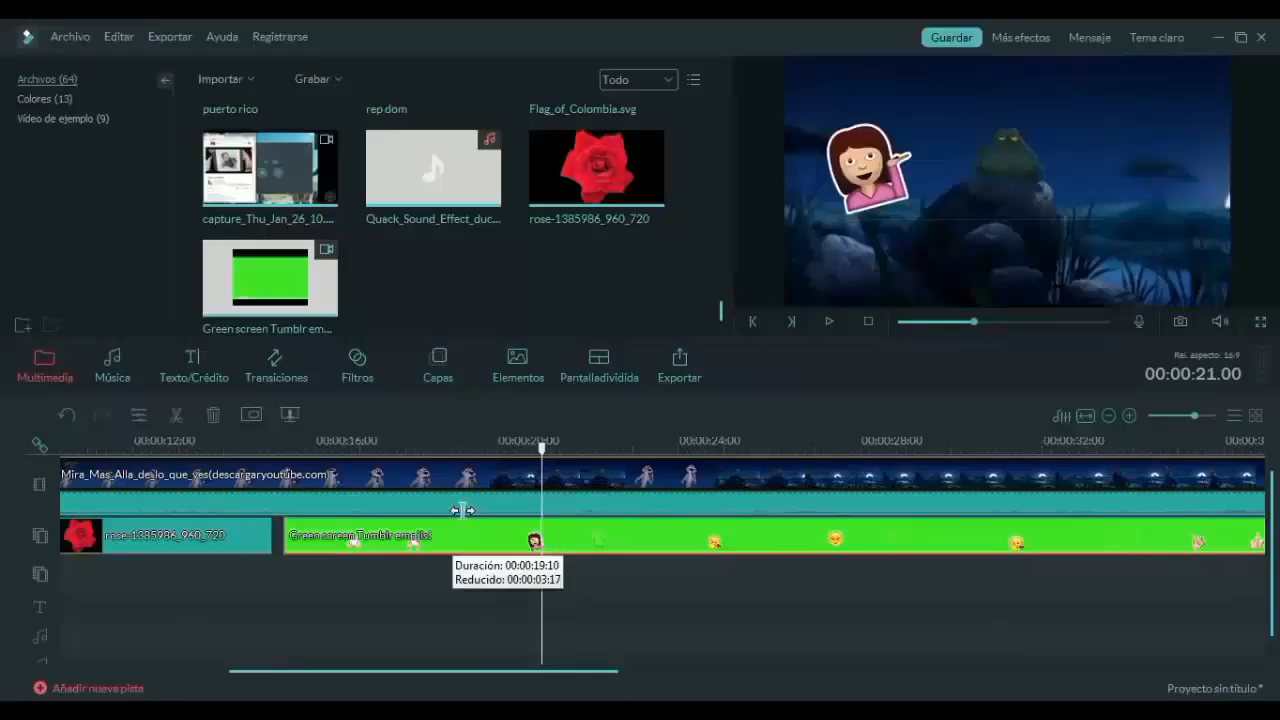 Archivo Editar Exportar Ayuda Registrarse Guardar Más efectos Mensaje Tema claro
Archivos (64)
Colores (13)
Vídeo de ejemplo (9)
Importar Grabar Todo
puerto rico rep dom Flag_of_Colombia.svg
capture_Thu_Jan_26_10.... Quack_Sound_Effect_duc... rose-1385986_960_720
Green screen Tumblr em...
Multimedia Música Texto/Crédito Transiciones Filtros Capas Elementos Pantalladividida Exportar
Rel. aspecto: 16:9
00:00:21.00
00:00:12:00 00:00:16:00 00:00:20:00 00:00:24:00 00:00:28:00 00:00:32:00 00:00:3
Mira_Mas_Alla_de_lo_que_ves(descargaryoutube.com)
rose-1385986_960_720 Green screen Tumblr emojis!
Duración: 00:00:19:10
Reducido: 00:00:03:17
Añadir nueva pista
Proyecto sin título *